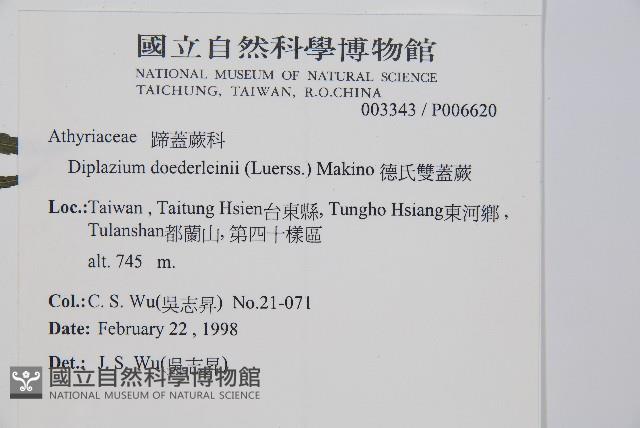 國立自然科學博物館
NATIONAL MUSEUM OF NATURAL SCIENCE
TAICHUNG, TAIWAN, R.O.CHINA
003343 / P006620
Athyriaceae 蹄蓋蕨科
Diplazium doederleinii (Luerss.) Makino 德氏雙蓋蕨
Loc.:Taiwan , Taitung Hsien台東縣, Tungho Hsiang東河鄉 ,
Tulanshan都蘭山, 第四十樣區
alt. 745 m.
Col.: C. S. Wu(吳志昇) No.21-071
Date: February 22 , 1998
Det.: J. S. Wu(吳志昇)
國立自然科學博物館
NATIONAL MUSEUM OF NATURAL SCIENCE